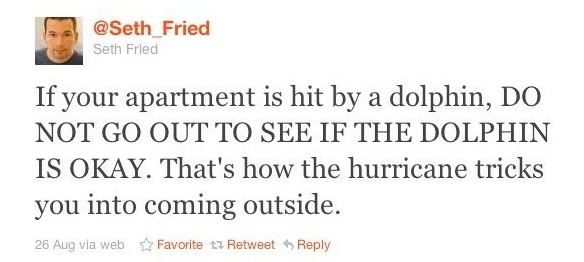 @Seth_Fried
Seth Fried
If your apartment is hit by a dolphin, DO
NOT GO OUT TO SEE IF THE DOLPHIN
IS OKAY. That's how the hurricane tricks
you into coming outside.
26 Aug via web Favorite Retweet Reply